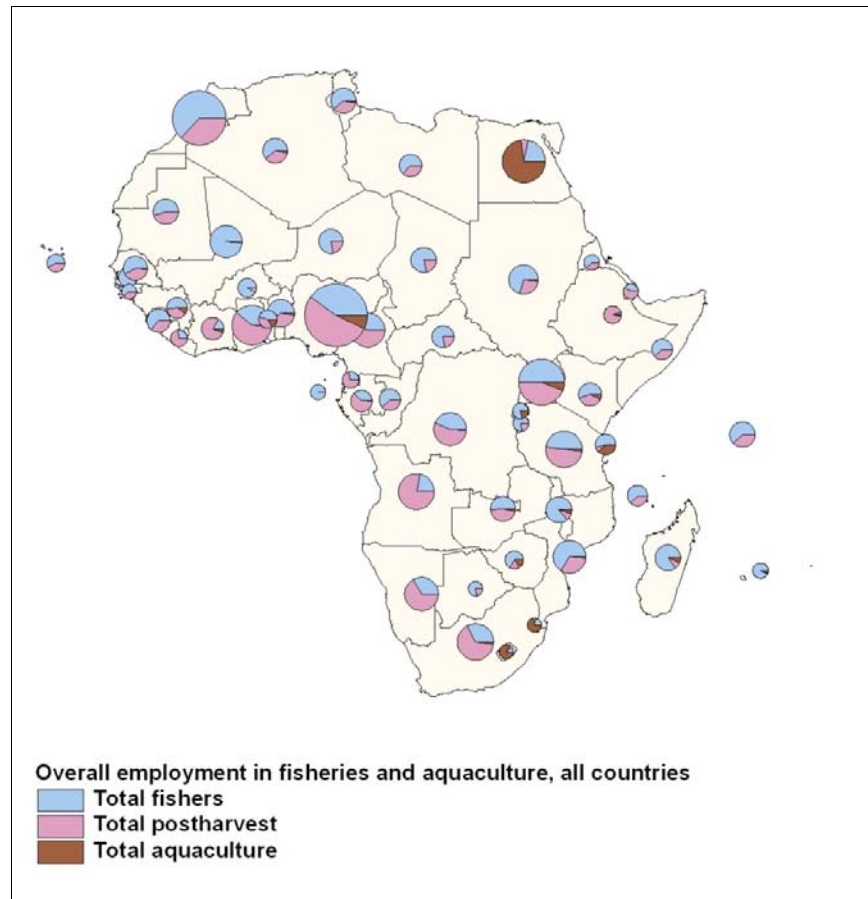 Overall employment in fisheries and aquaculture, all countries
Total fishers
Total postharvest
Total aquaculture